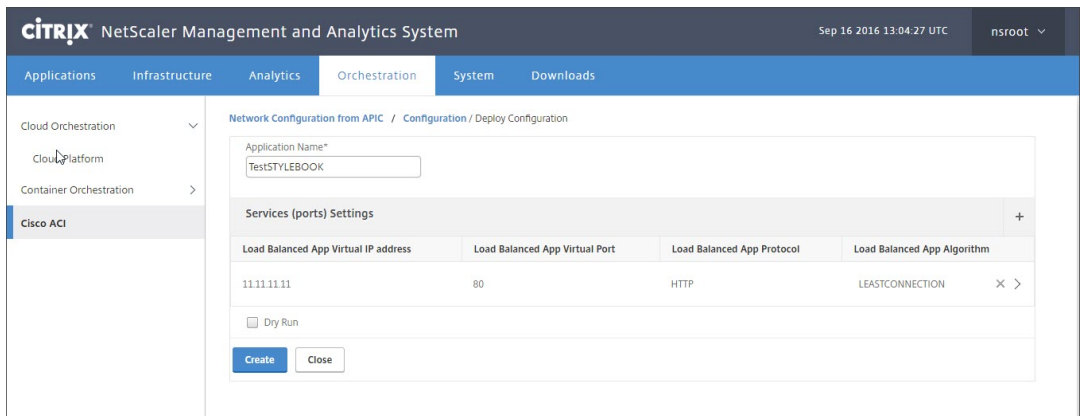 CİTRIX NetScaler Management and Analytics System
Sep 16 2016 13:04:27 UTC
nsroot
Applications Infrastructure Analytics Orchestration System Downloads
Cloud Orchestration
Cloud Platform
Container Orchestration
Cisco ACI
Network Configuration from APIC / Configuration / Deploy Configuration
Application Name*
TestSTYLEBOOK
Services (ports) Settings +
Load Balanced App Virtual IP address Load Balanced App Virtual Port Load Balanced App Protocol Load Balanced App Algorithm
11.11.11.11 80 HTTP LEASTCONNECTION
Dry Run
Create Close